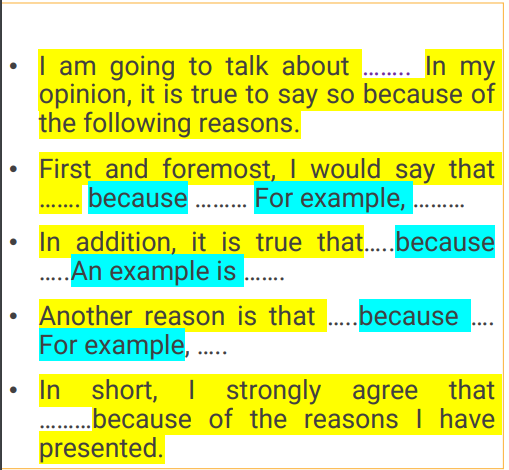 • I am going to talk about …….. In my
opinion, it is true to say so because of
the following reasons.
• First and foremost, I would say that
……. because ……… For example, ………
• In addition, it is true that…..because
…..An example is …….
• Another reason is that …..because ….
For example, …..
• In short, I strongly agree that
………because of the reasons I have
presented.